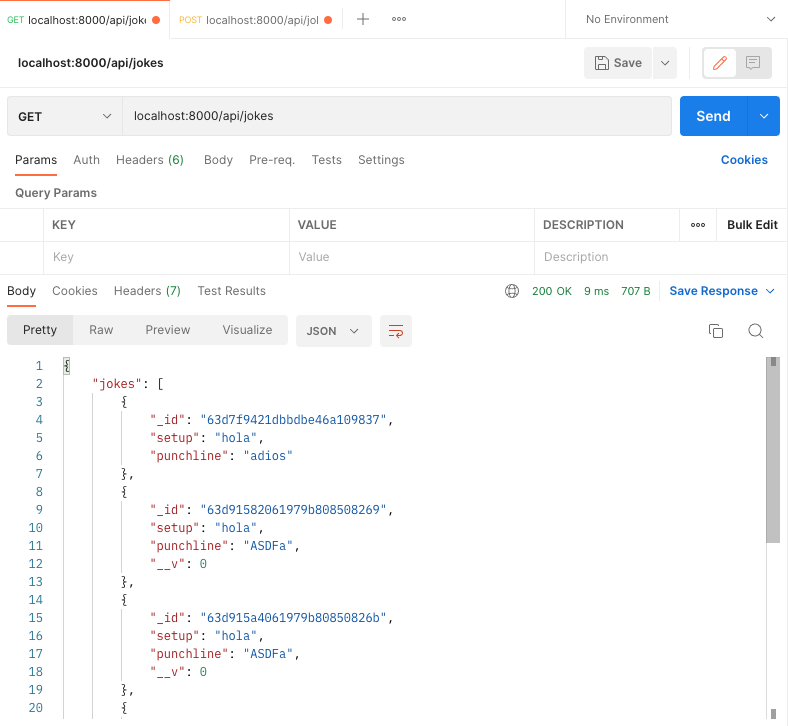 GET localhost:8000/api/joke POST localhost:8000/api/jol No Environment
localhost:8000/api/jokes Save
GET localhost:8000/api/jokes Send
Params Auth Headers (6) Body Pre-req. Tests Settings Cookies
Query Params
KEY VALUE DESCRIPTION Bulk Edit
Key Value Description
Body Cookies Headers (7) Test Results 200 OK 9 ms 707 B Save Response
Pretty Raw Preview Visualize JSON
1 {
2 "jokes": [
3 {
4 "_id": "63d7f9421dbbdbe46a109837",
5 "setup": "hola",
6 "punchline": "adios"
7 },
8 {
9 "_id": "63d91582061979b808508269",
10 "setup": "hola",
11 "punchline": "ASDFa",
12 "__v": 0
13 },
14 {
15 "_id": "63d915a4061979b80850826b",
16 "setup": "hola",
17 "punchline": "ASDFa",
18 "__v": 0
19 },
20 {